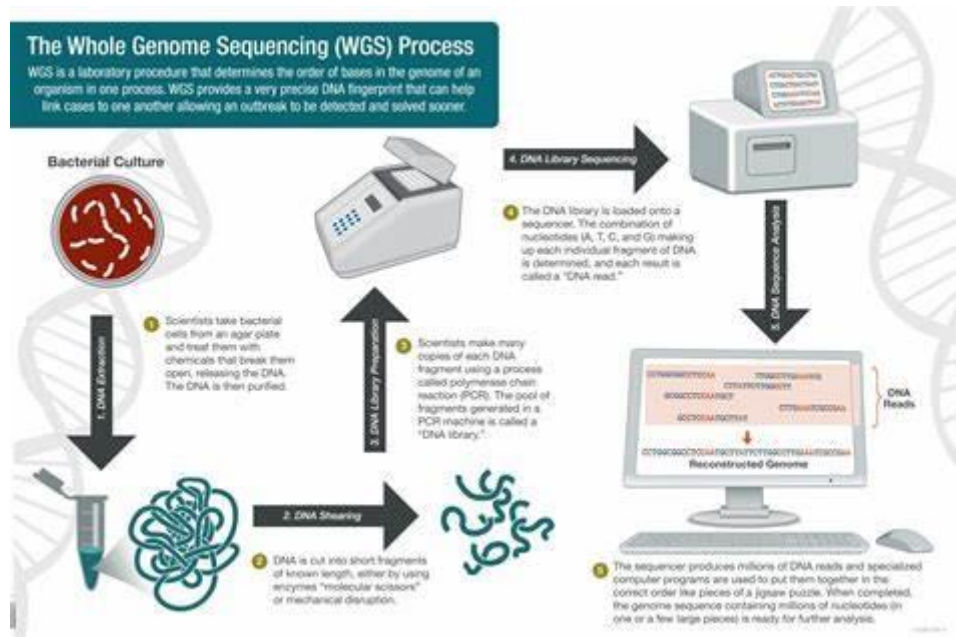 The Whole Genome Sequencing (WGS) Process
WGS is a laboratory procedure that determines the order of bases in the genome of an
organism in one process. WGS provides a very precise DNA fingerprint that can help
link cases to one another allowing an outbreak to be detected and solved sooner.
Bacterial Culture
1. DNA Extraction
1 Scientists take bacterial
cells from an agar plate
and treat them with
chemicals that break them
open, releasing the DNA.
The DNA is then purified.
2. DNA Shearing
2 DNA is cut into short fragments
of known length, either by using
enzymes "molecular scissors"
or mechanical disruption.
3. DNA Library Preparation
3 Scientists make many
copies of each DNA
fragment using a process
called polymerase chain
reaction (PCR). The pool of
fragments generated in a
PCR machine is called a
"DNA library."
4. DNA Library Sequencing
4 The DNA library is loaded onto a
sequencer. The combination of
nucleotides (A, T, C, and G) making
up each individual fragment of DNA
is determined, and each result is
called a "DNA read."
5. DNA Sequence Analysis
DNA
Reads
Reconstructed Genome
5 The sequencer produces millions of DNA reads and specialized
computer programs are used to put them together in the
correct order like pieces of a jigsaw puzzle. When completed,
the genome sequence containing millions of nucleotides (in
one or a few large pieces) is ready for further analysis.